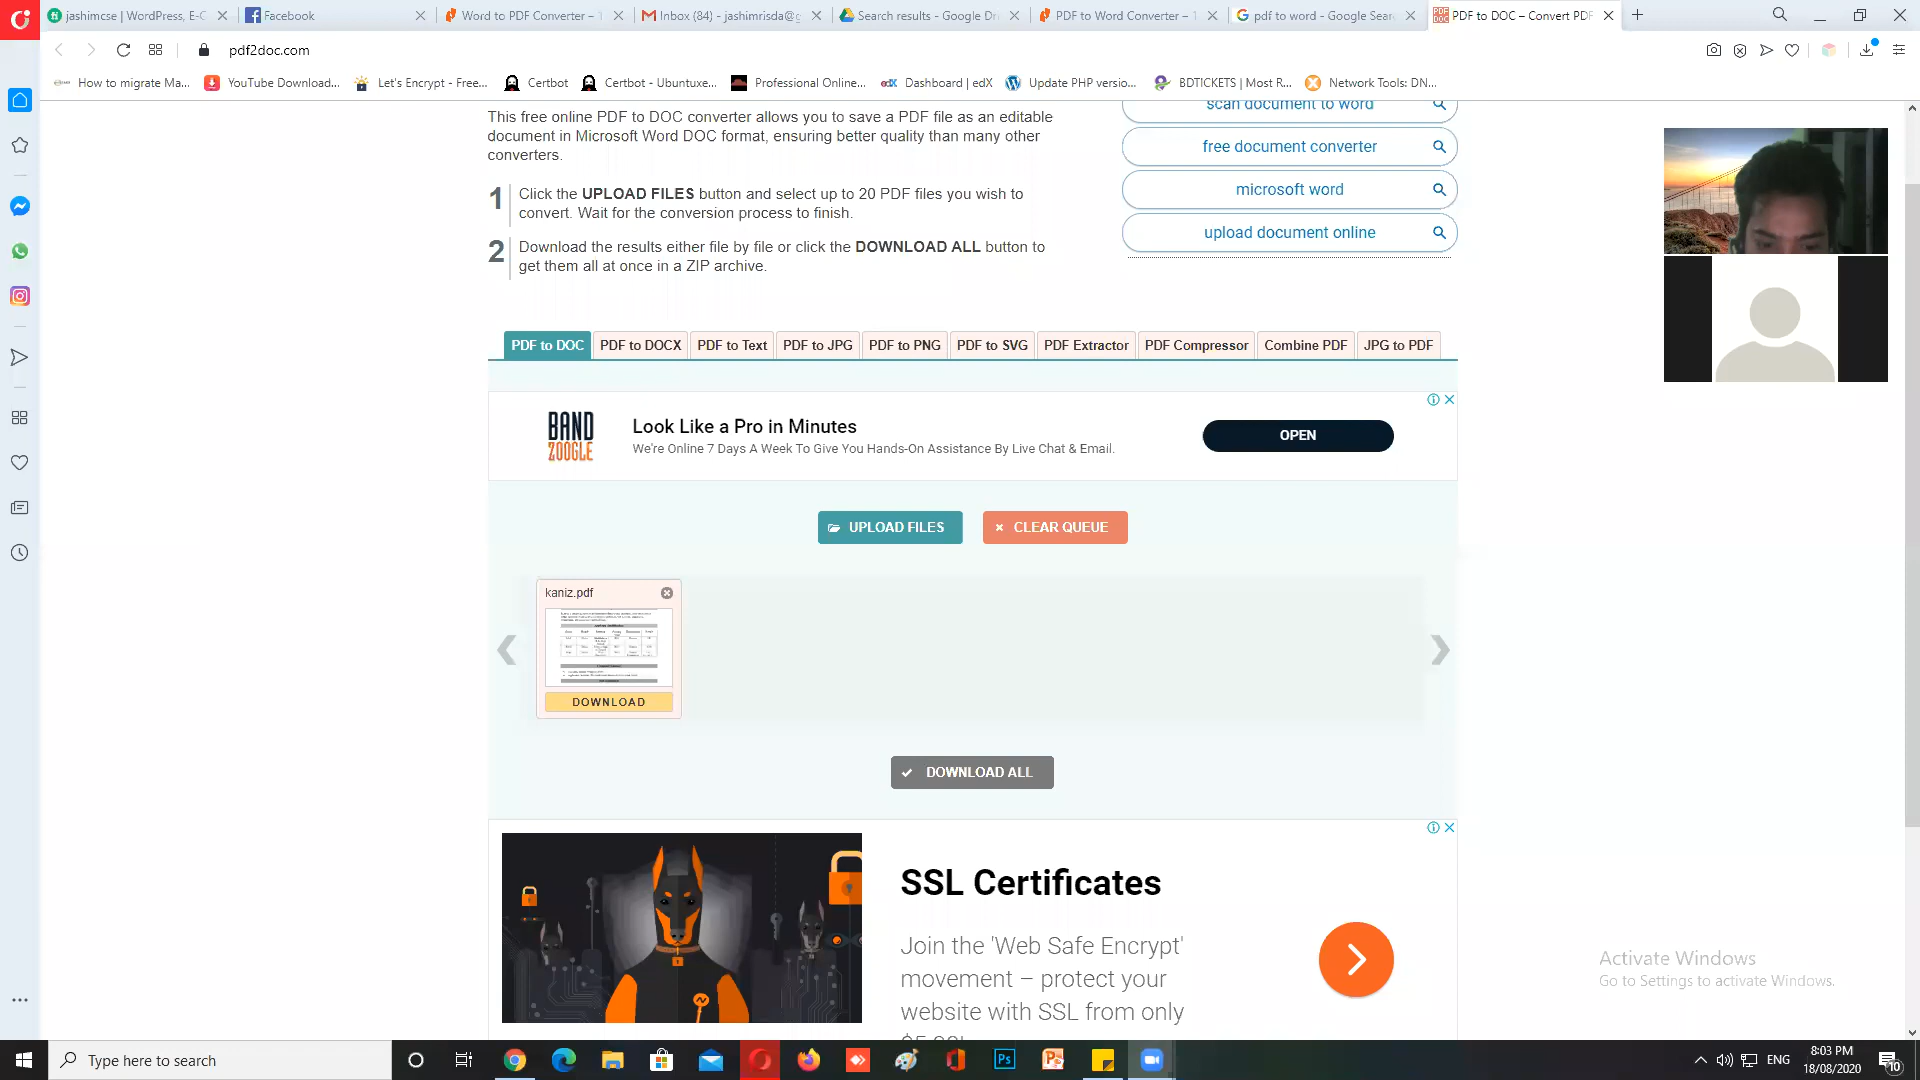 jashimcse | WordPress, E-C
Facebook
Word to PDF Converter – 1
Inbox (84) - jashimrisda@g
Search results - Google Dri
PDF to Word Converter – 1
pdf to word - Google Sear
PDF to DOC – Convert PDF
pdf2doc.com
How to migrate Ma...
YouTube Download...
Let's Encrypt - Free...
Certbot
Certbot - Ubuntuxe...
Professional Online...
edX Dashboard | edX
Update PHP versio...
BDTICKETS | Most R...
Network Tools: DN...
This free online PDF to DOC converter allows you to save a PDF file as an editable
document in Microsoft Word DOC format, ensuring better quality than many other
converters.
1 Click the UPLOAD FILES button and select up to 20 PDF files you wish to
convert. Wait for the conversion process to finish.
2 Download the results either file by file or click the DOWNLOAD ALL button to
get them all at once in a ZIP archive.
scan document to word
free document converter
microsoft word
upload document online
PDF to DOC
PDF to DOCX
PDF to Text
PDF to JPG
PDF to PNG
PDF to SVG
PDF Extractor
PDF Compressor
Combine PDF
JPG to PDF
BAND
ZOOGLE
Look Like a Pro in Minutes
We're Online 7 Days A Week To Give You Hands-On Assistance By Live Chat & Email.
OPEN
UPLOAD FILES
CLEAR QUEUE
kaniz.pdf
DOWNLOAD
DOWNLOAD ALL
SSL Certificates
Join the 'Web Safe Encrypt'
movement – protect your
website with SSL from only
Activate Windows
Go to Settings to activate Windows.
Type here to search
Ps
ENG
8:03 PM
18/08/2020
10